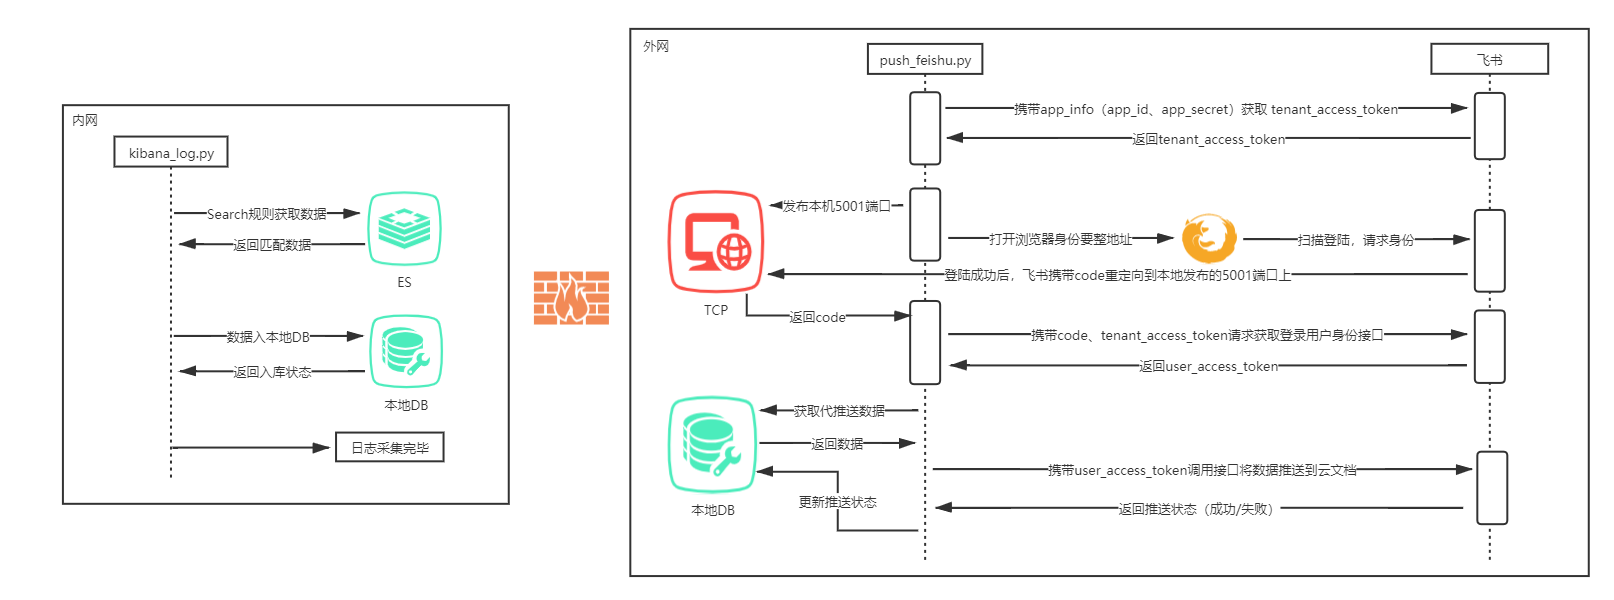 内网
kibana_log.py
Search规则获取数据
返回匹配数据
ES
数据入本地DB
返回入库状态
本地DB
日志采集完毕
外网
push_feishu.py
飞书
携带app_info（app_id、app_secret）获取 tenant_access_token
返回tenant_access_token
发布本机5001端口
打开浏览器身份要整地址
扫描登陆，请求身份
登陆成功后，飞书携带code重定向到本地发布的5001端口上
TCP
返回code
携带code、tenant_access_token请求获取登录用户身份接口
返回user_access_token
获取代推送数据
返回数据
携带user_access_token调用接口将数据推送到云文档
更新推送状态
返回推送状态（成功/失败）
本地DB